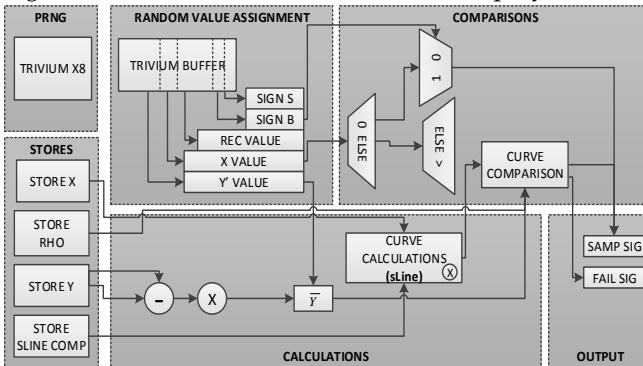 PRNG
TRIVIUM X8
RANDOM VALUE ASSIGNMENT
TRIVIUM BUFFER
SIGN S
SIGN B
REC VALUE
X VALUE
Y' VALUE
COMPARISONS
1 0
0 ELSE
ELSE <
CURVE
COMPARISON
STORES
STORE X
STORE
RHO
STORE Y
STORE
SLINE COMP
-
X
Y
CURVE
CALCULATIONS
(sLine)
X
CALCULATIONS
SAMP SIG
FAIL SIG
OUTPUT